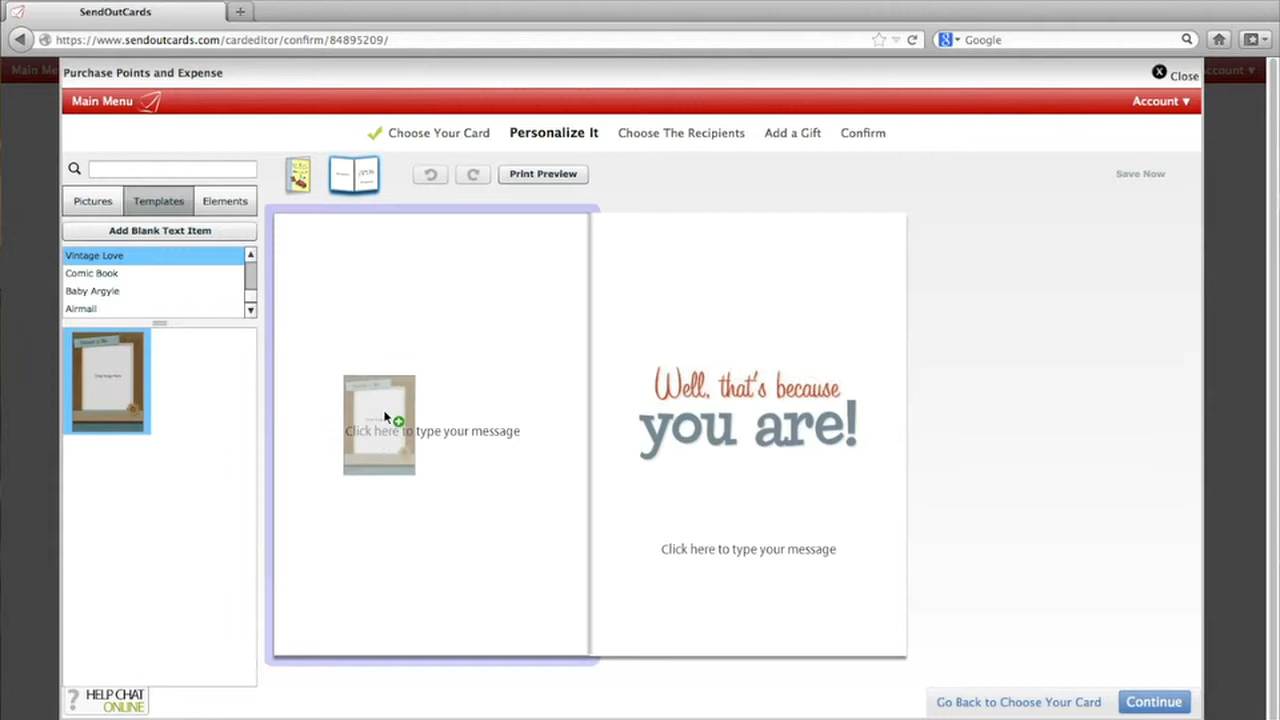 SendOutCards
https://www.sendoutcards.com/cardeditor/confirm/84895209/
Google
Main Me
Purchase Points and Expense
Close
Account
Main Menu
Account
Choose Your Card
Personalize It
Choose The Recipients
Add a Gift
Confirm
Print Preview
Save Now
Pictures
Templates
Elements
Add Blank Text Item
Vintage Love
Comic Book
Baby Argyle
Airmail
Click here to type your message
Well, that's because
you are!
Click here to type your message
HELP CHAT
ONLINE
Go Back to Choose Your Card
Continue